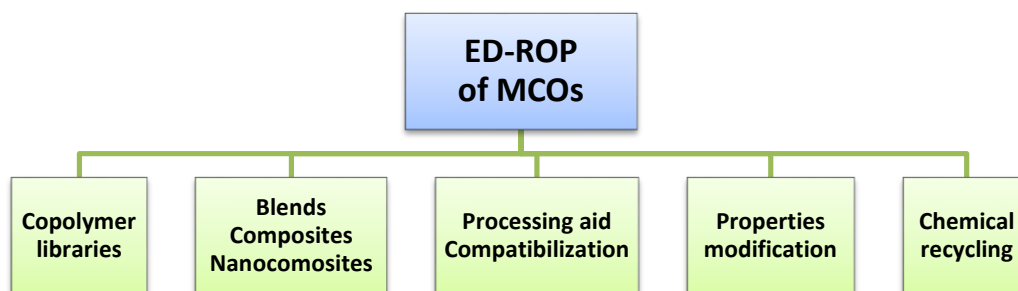 ED-ROP
of MCOs
Copolymer
libraries
Blends
Composites
Nanocomosites
Processing aid
Compatibilization
Properties
modification
Chemical
recycling